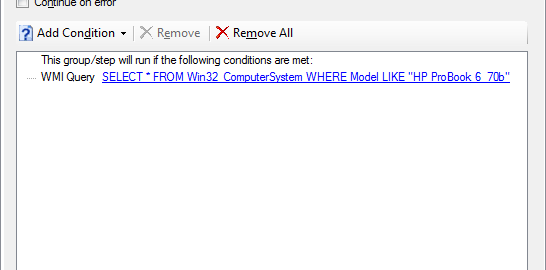 Continue on error
Add Condition Remove Remove All
This group/step will run if the following conditions are met:
WMI Query SELECT * FROM Win32_ComputerSystem WHERE Model LIKE "HP ProBook 6_70b"